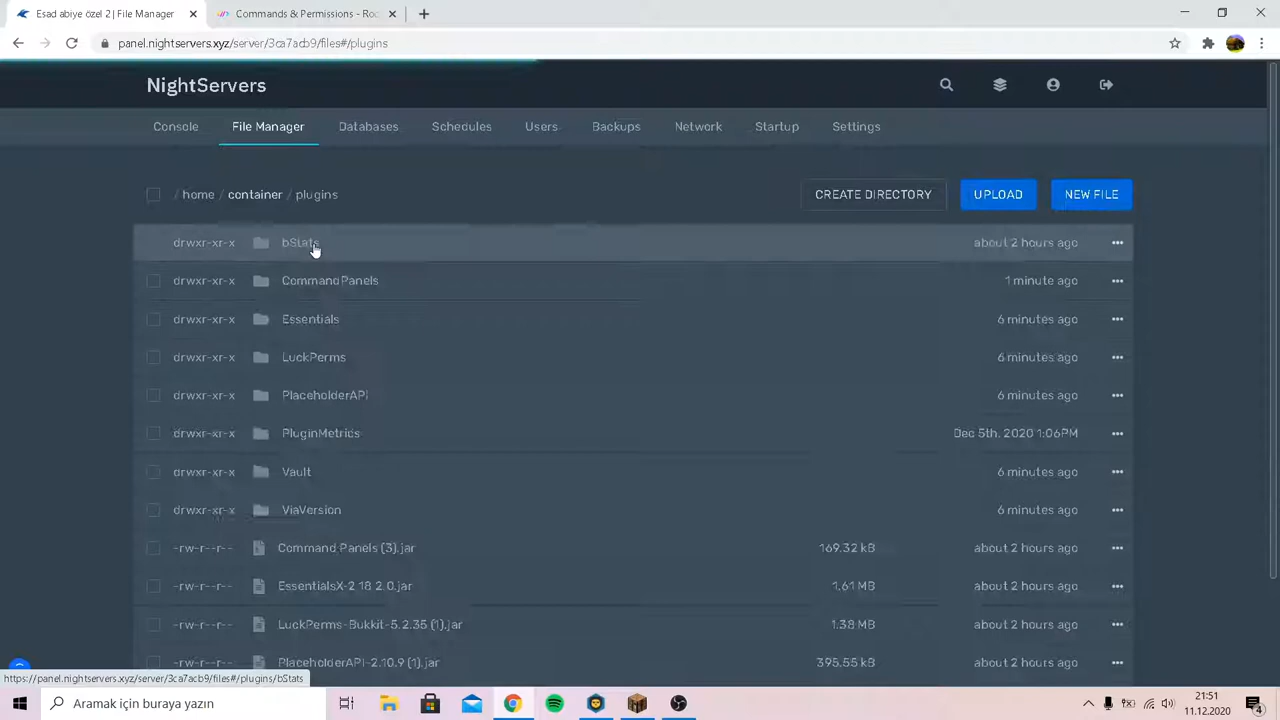 Esad abiye özel 2 | File Manager
Commands & Permissions - Roc
panel.nightservers.xyz/server/3ca7acb9/files#/plugins
NightServers
Console File Manager Databases Schedules Users Backups Network Startup Settings
/ home / container / plugins
CREATE DIRECTORY UPLOAD NEW FILE
drwxr-xr-x bStats about 2 hours ago
drwxr-xr-x CommandPanels 1 minute ago
drwxr-xr-x Essentials 6 minutes ago
drwxr-xr-x LuckPerms 6 minutes ago
drwxr-xr-x PlaceholderAPI 6 minutes ago
drwxr-xr-x PluginMetrics Dec 5th, 2020 1:06PM
drwxr-xr-x Vault 6 minutes ago
drwxr-xr-x ViaVersion 6 minutes ago
-rw-r--r-- Command Panels (3).jar 169.32 kB about 2 hours ago
-rw-r--r-- EssentialsX-2.18.2.0.jar 1.61 MB about 2 hours ago
-rw-r--r-- LuckPerms-Bukkit-5.2.35 (1).jar 1.38 MB about 2 hours ago
-rw-r--r-- PlaceholderAPI-2.10.9 (1).jar 395.55 kB about 2 hours ago
https://panel.nightservers.xyz/server/3ca7acb9/files#/plugins/bStats
Aramak için buraya yazın
21:51
11.12.2020
4